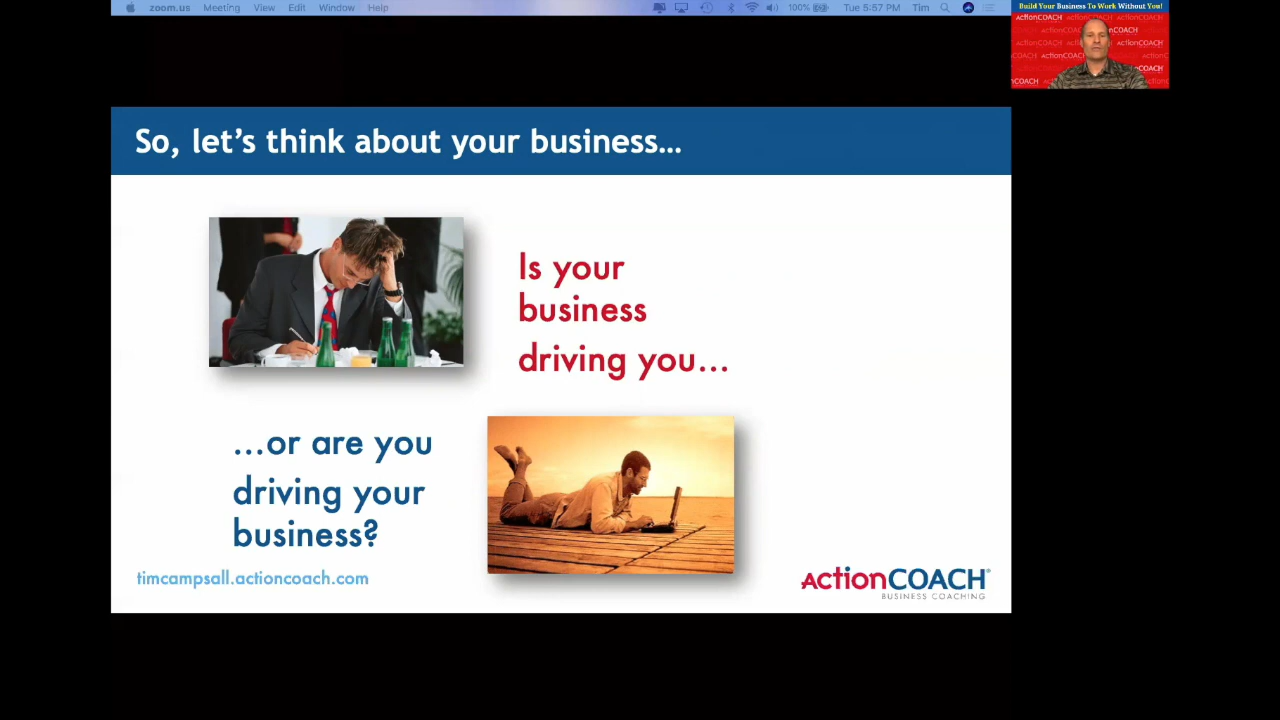 zoom.us Meeting View Edit Window Help 100% Tue 5:57 PM Tim
Build Your Business To Work Without You!
ActionCOACH
So, let's think about your business...
Is your
business
driving you...
...or are you
driving your
business?
timcampsall.actioncoach.com
ActionCOACH
BUSINESS COACHING